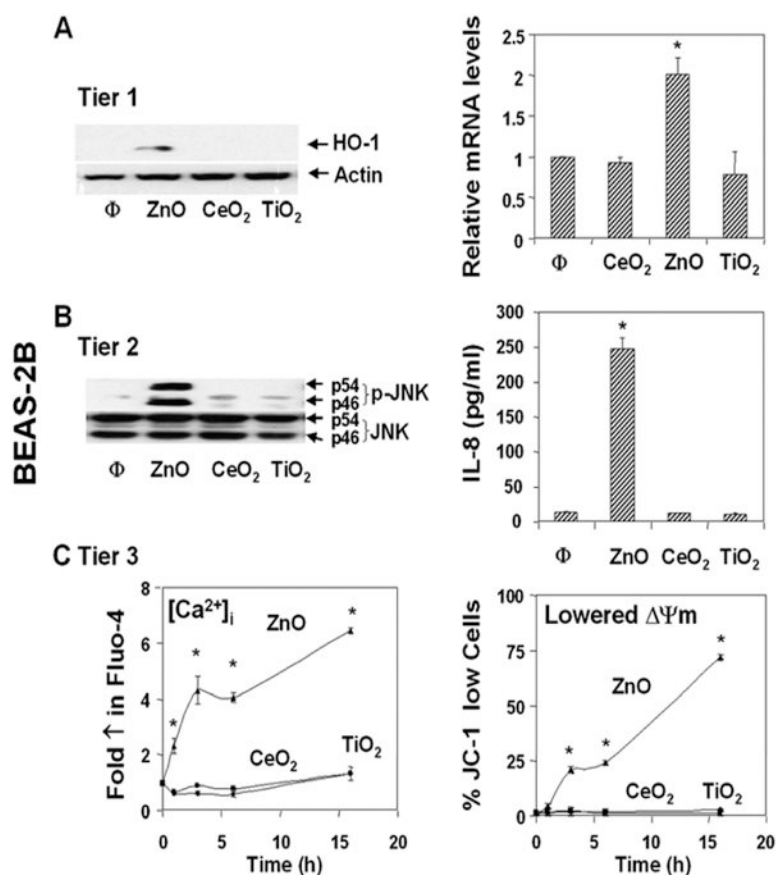 A
Tier 1
HO-1
Actin
Φ ZnO CeO₂ TiO₂
Relative mRNA levels
2.5
2
1.5
1
0.5
0
*
Φ CeO₂ ZnO TiO₂
BEAS-2B
B
Tier 2
p54
p46
p-JNK
p54
p46
JNK
Φ ZnO CeO₂ TiO₂
IL-8 (pg/ml)
300
250
200
150
100
50
0
*
Φ ZnO CeO₂ TiO₂
C Tier 3
Fold ↑ in Fluo-4
8
6
4
2
0
[Ca²⁺]ᵢ
ZnO
* * * *
CeO₂
TiO₂
0 5 10 15 20
Time (h)
% JC-1 low Cells
100
75
50
25
0
Lowered ΔΨm
ZnO
* * *
CeO₂ TiO₂
0 5 10 15 20
Time (h)